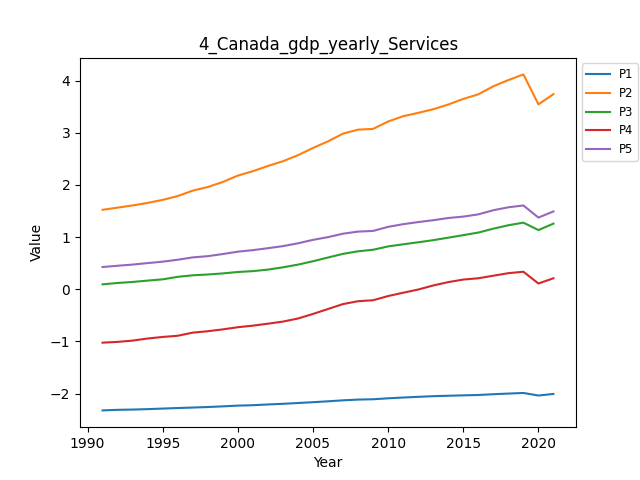 4_Canada_gdp_yearly_Services
P1
P2
P3
P4
P5
4
3
2
1
0
−1
−2
Value
1990 1995 2000 2005 2010 2015 2020
Year